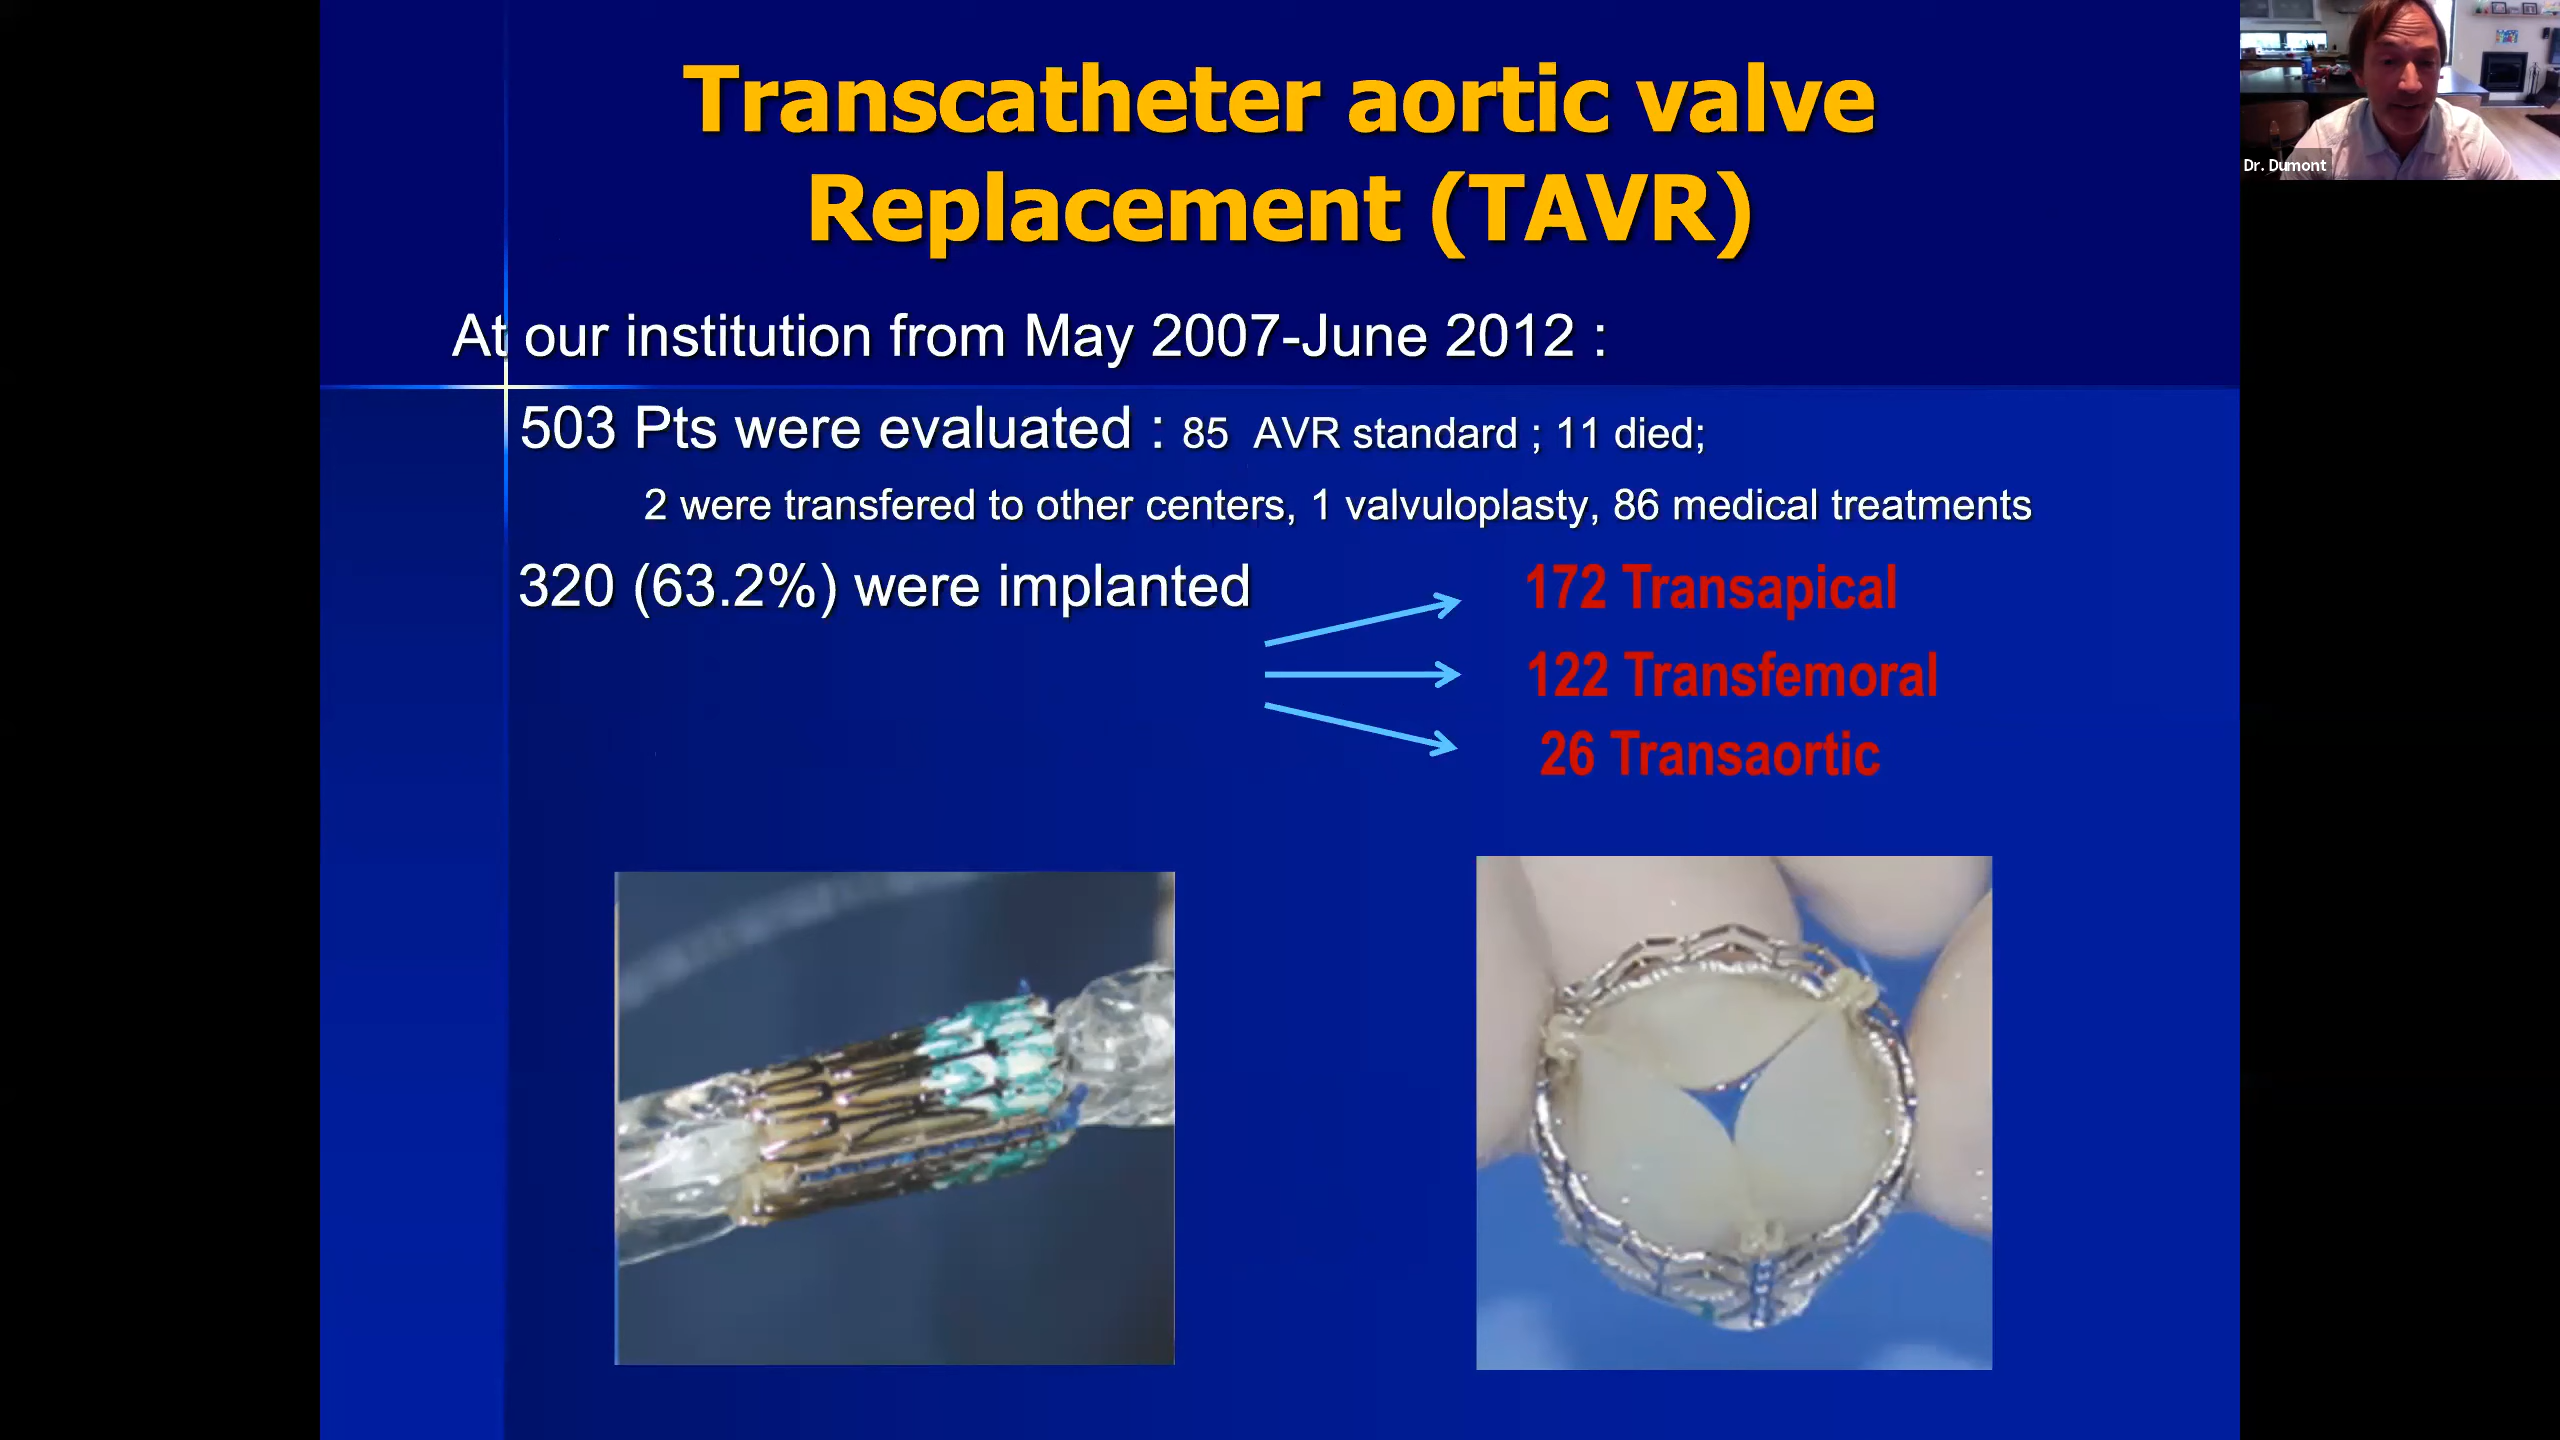 Transcatheter aortic valve
Replacement (TAVR)
Dr. Dumont
At our institution from May 2007-June 2012 :
503 Pts were evaluated : 85 AVR standard ; 11 died;
2 were transfered to other centers, 1 valvuloplasty, 86 medical treatments
320 (63.2%) were implanted
172 Transapical
122 Transfemoral
26 Transaortic